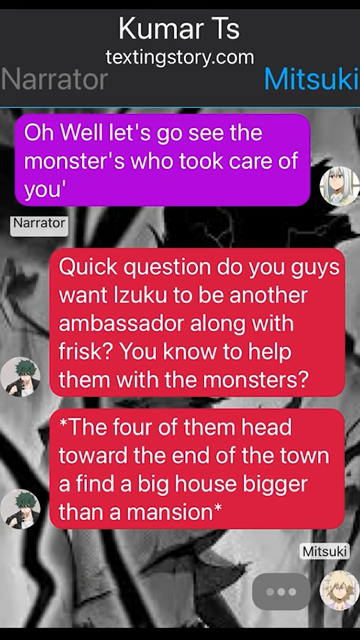 Kumar Ts
textingstory.com
Narrator Mitsuki
Oh Well let's go see the
monster's who took care of
you'
Narrator
Quick question do you guys
want Izuku to be another
ambassador along with
frisk? You know to help
them with the monsters?
*The four of them head
toward the end of the town
a find a big house bigger
than a mansion*
Mitsuki